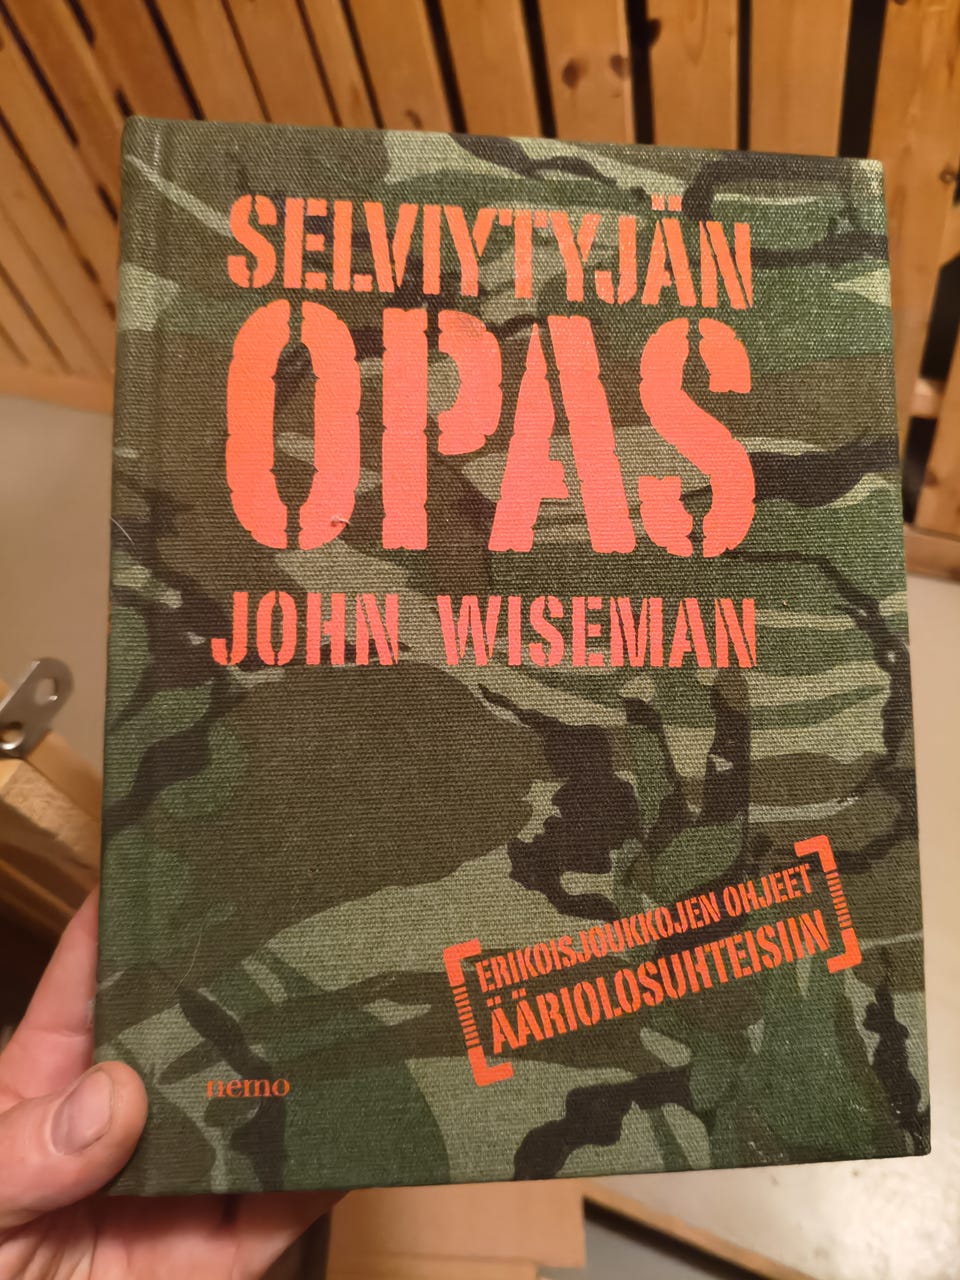 SELVIYTYJÄN
OPAS
JOHN WISEMAN
ERIKOISJOUKKOJEN OHJEET
ÄÄRIOLOSUHTEISIIN
nemo